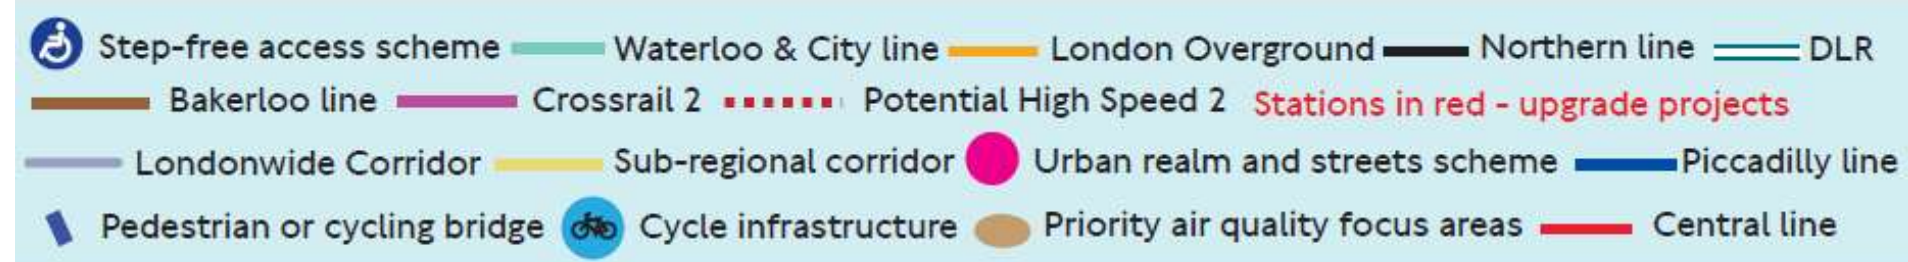 Step-free access scheme Waterloo & City line London Overground Northern line DLR
Bakerloo line Crossrail 2 Potential High Speed 2 Stations in red - upgrade projects
Londonwide Corridor Sub-regional corridor Urban realm and streets scheme Piccadilly line
Pedestrian or cycling bridge Cycle infrastructure Priority air quality focus areas Central line